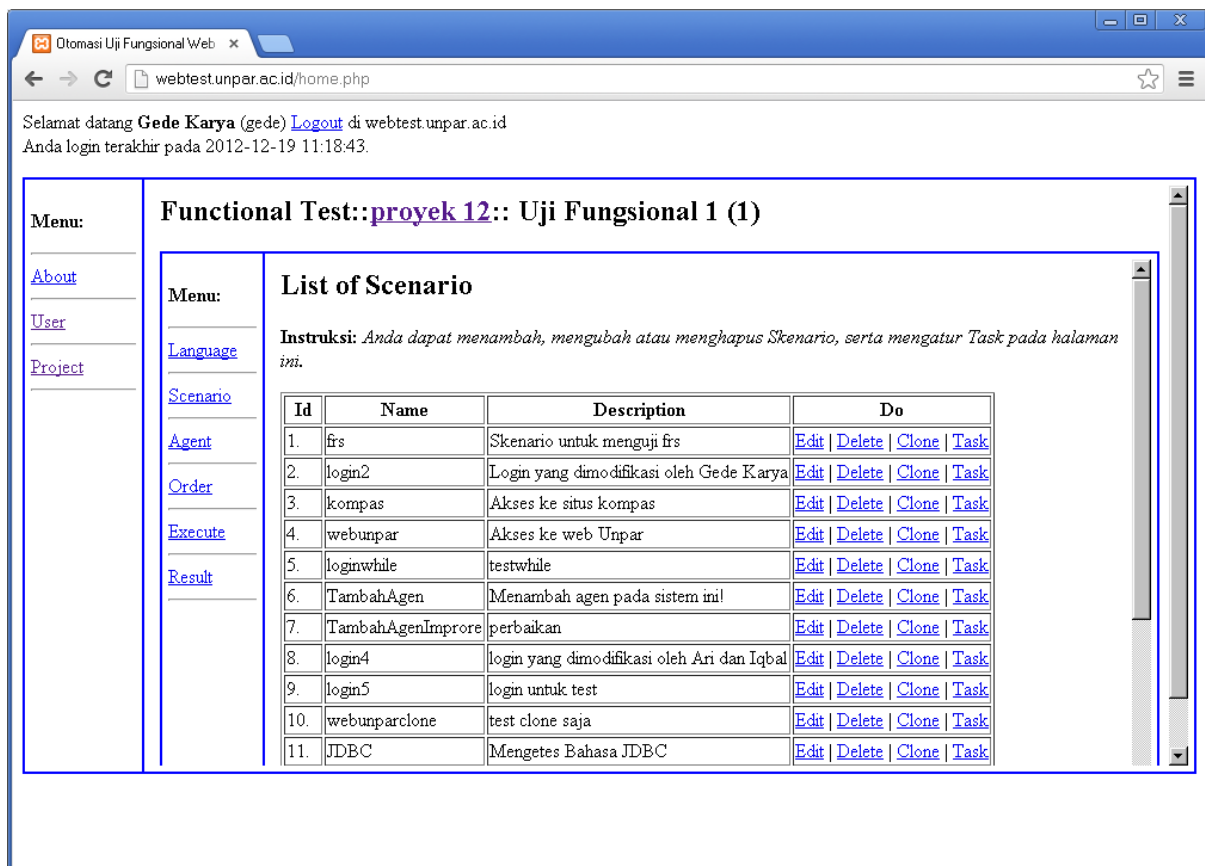 Otomasi Uji Fungsional Web
webtest.unpar.ac.id/home.php
Selamat datang Gede Karya (gede) Logout di webtest.unpar.ac.id
Anda login terakhir pada 2012-12-19 11:18:43.
Menu:
About
User
Project
Functional Test::proyek 12:: Uji Fungsional 1 (1)
Menu:
Language
Scenario
Agent
Order
Execute
Result
List of Scenario
Instruksi: Anda dapat menambah, mengubah atau menghapus Skenario, serta mengatur Task pada halaman
ini.
Id Name Description Do
1. frs Skenario untuk menguji frs Edit | Delete | Clone | Task
2. login2 Login yang dimodifikasi oleh Gede Karya Edit | Delete | Clone | Task
3. kompas Akses ke situs kompas Edit | Delete | Clone | Task
4. webunpar Akses ke web Unpar Edit | Delete | Clone | Task
5. loginwhile testwhile Edit | Delete | Clone | Task
6. TambahAgen Menambah agen pada sistem ini! Edit | Delete | Clone | Task
7. TambahAgenImprore perbaikan Edit | Delete | Clone | Task
8. login4 login yang dimodifikasi oleh Ari dan Iqbal Edit | Delete | Clone | Task
9. login5 login untuk test Edit | Delete | Clone | Task
10. webunparclone test clone saja Edit | Delete | Clone | Task
11. JDBC Mengetes Bahasa JDBC Edit | Delete | Clone | Task